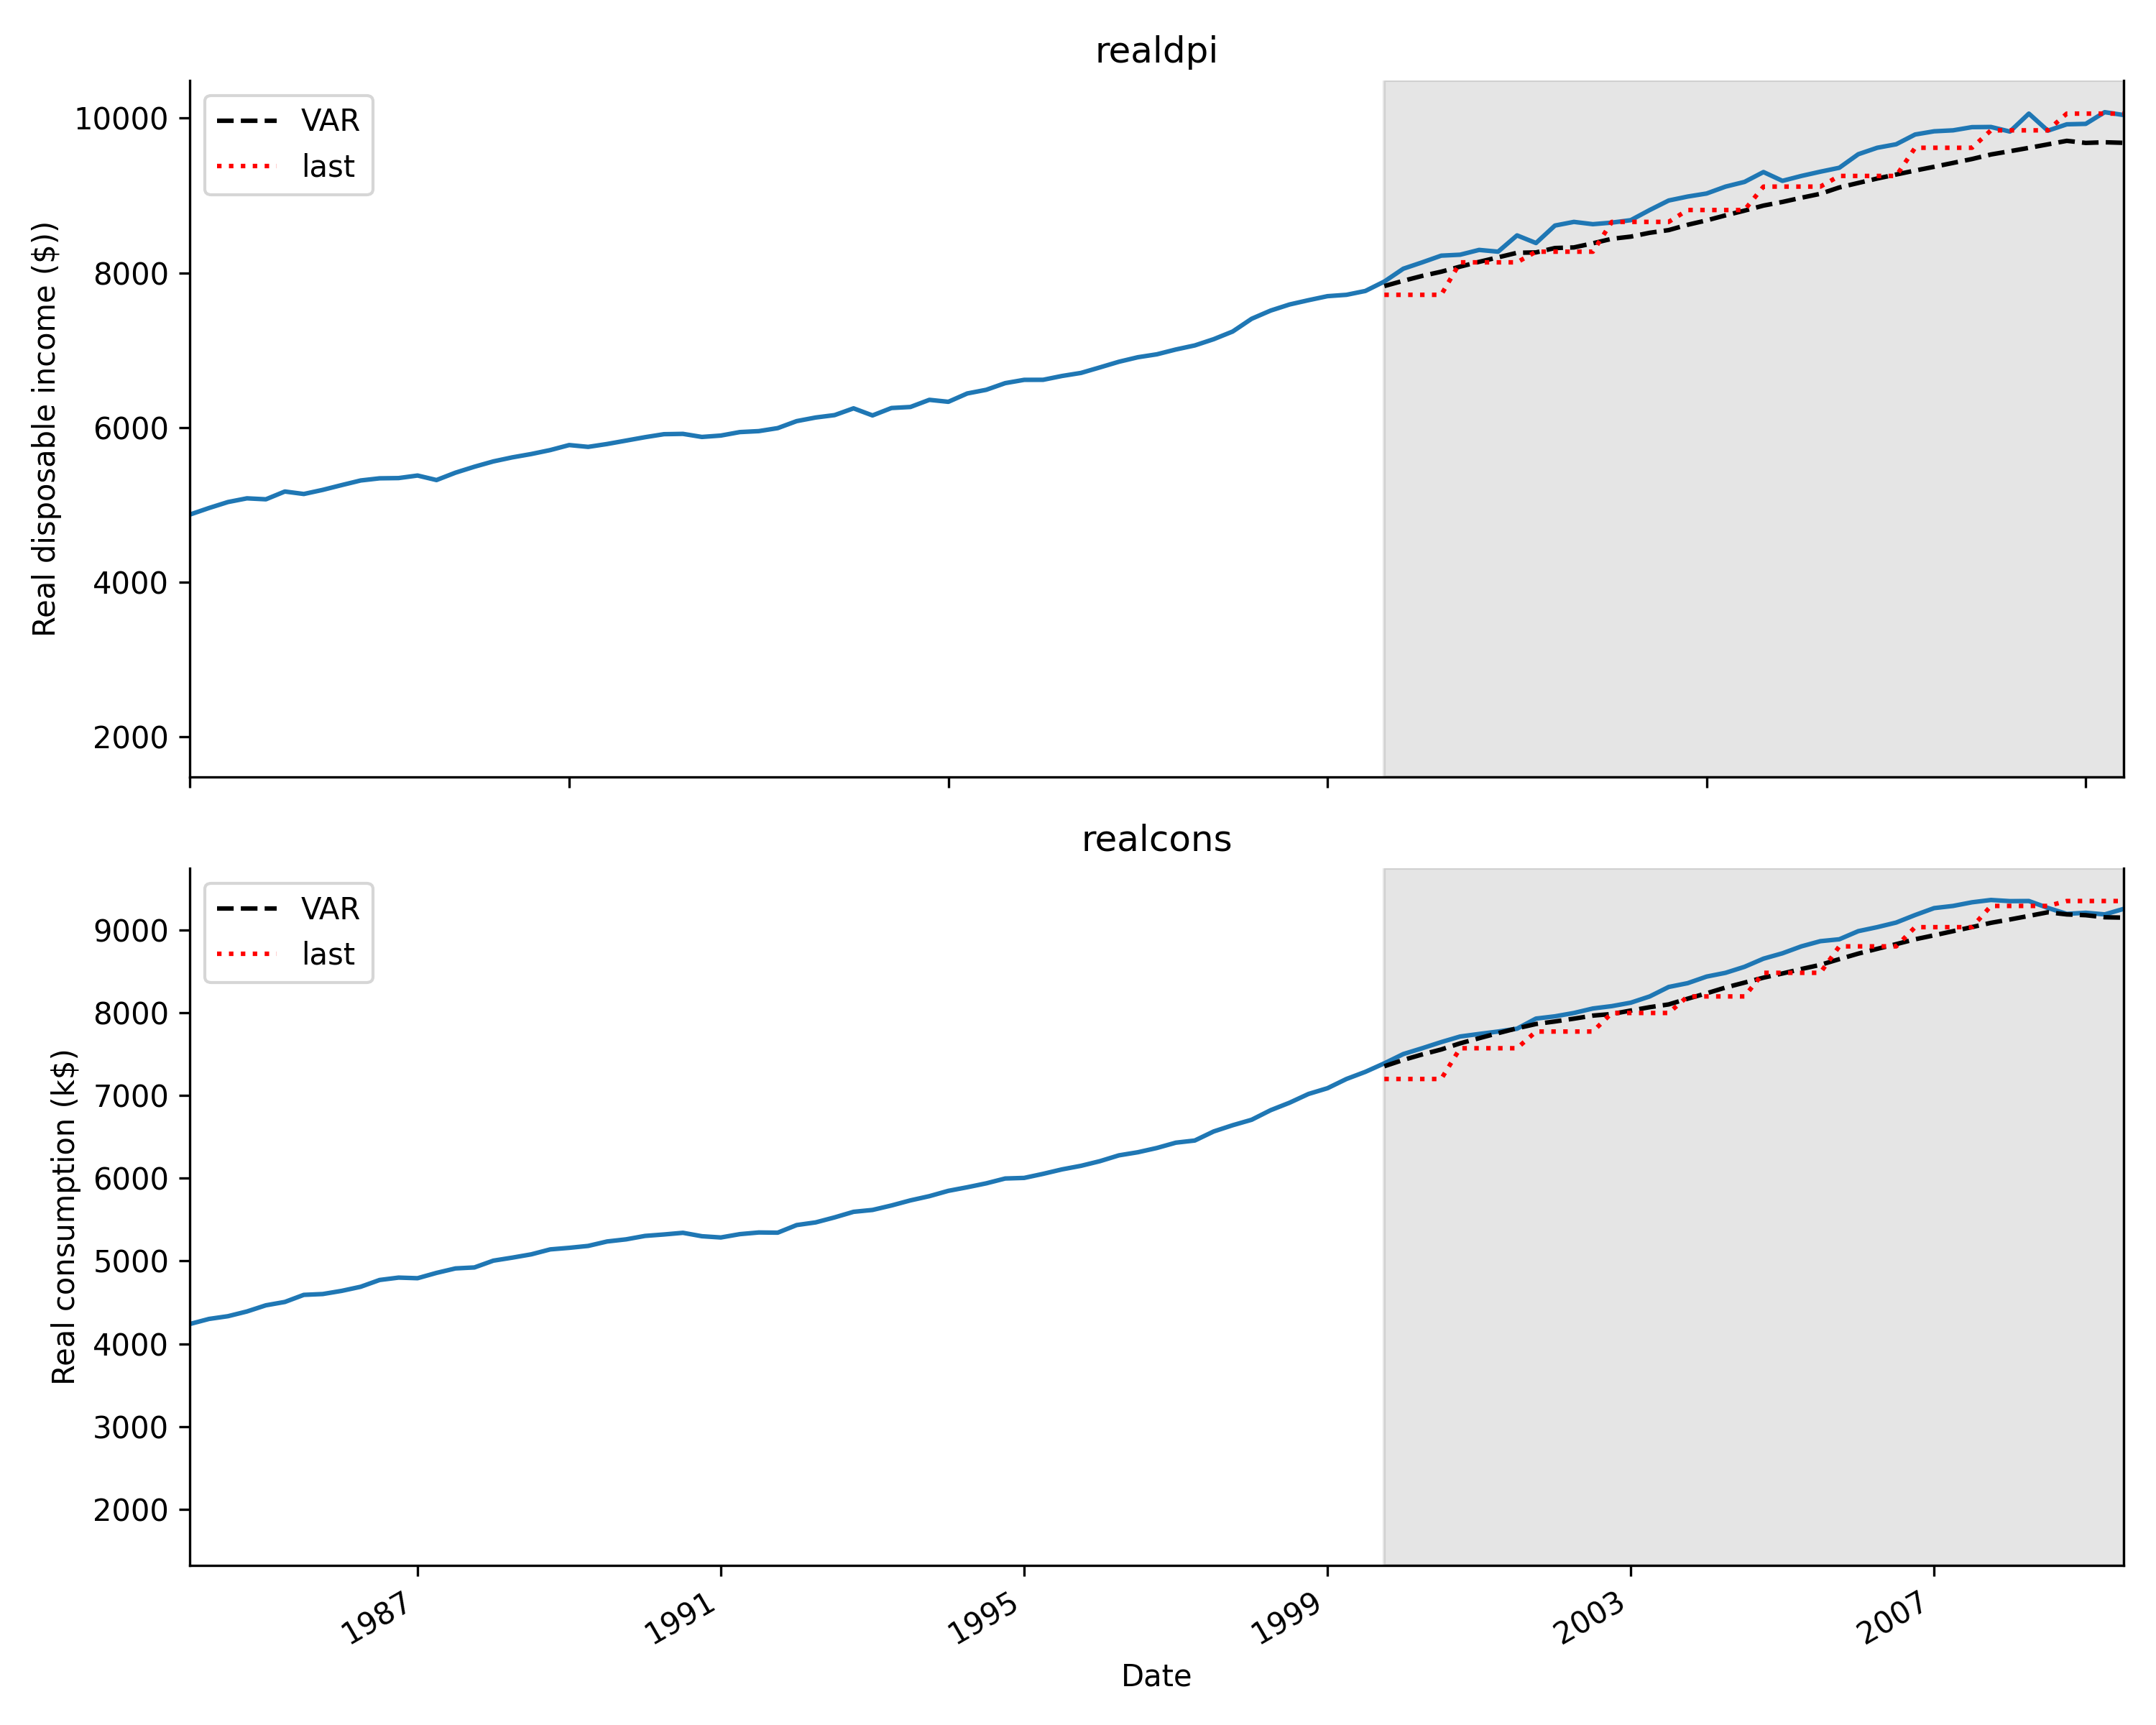 realdpi
VAR
last
10000
8000
6000
4000
2000
Real disposable income ($))
realcons
VAR
last
9000
8000
7000
6000
5000
4000
3000
2000
Real consumption (k$)
1987
1991
1995
1999
2003
2007
Date